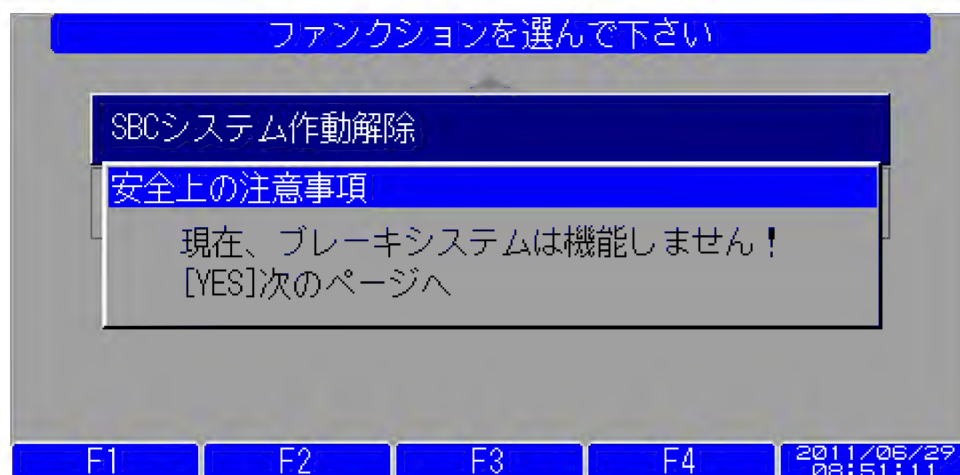 ファンクションを選んで下さい
SBCシステム作動解除
安全上の注意事項
現在、ブレーキシステムは機能しません!
[YES]次のページへ
F1 F2 F3 F4 2011/06/29
08:51:11